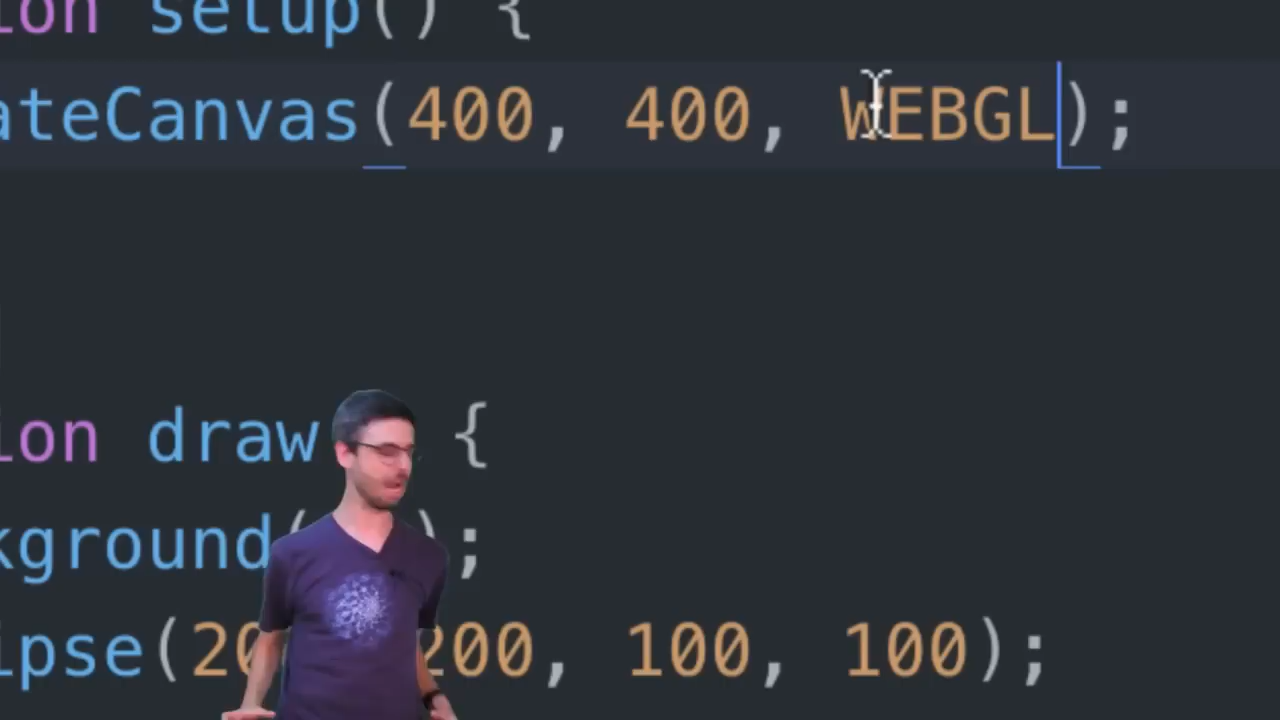 ion setup() {
ateCanvas(400, 400, WEBGL);
ion draw {
kground( );
ipse(20 200, 100, 100);